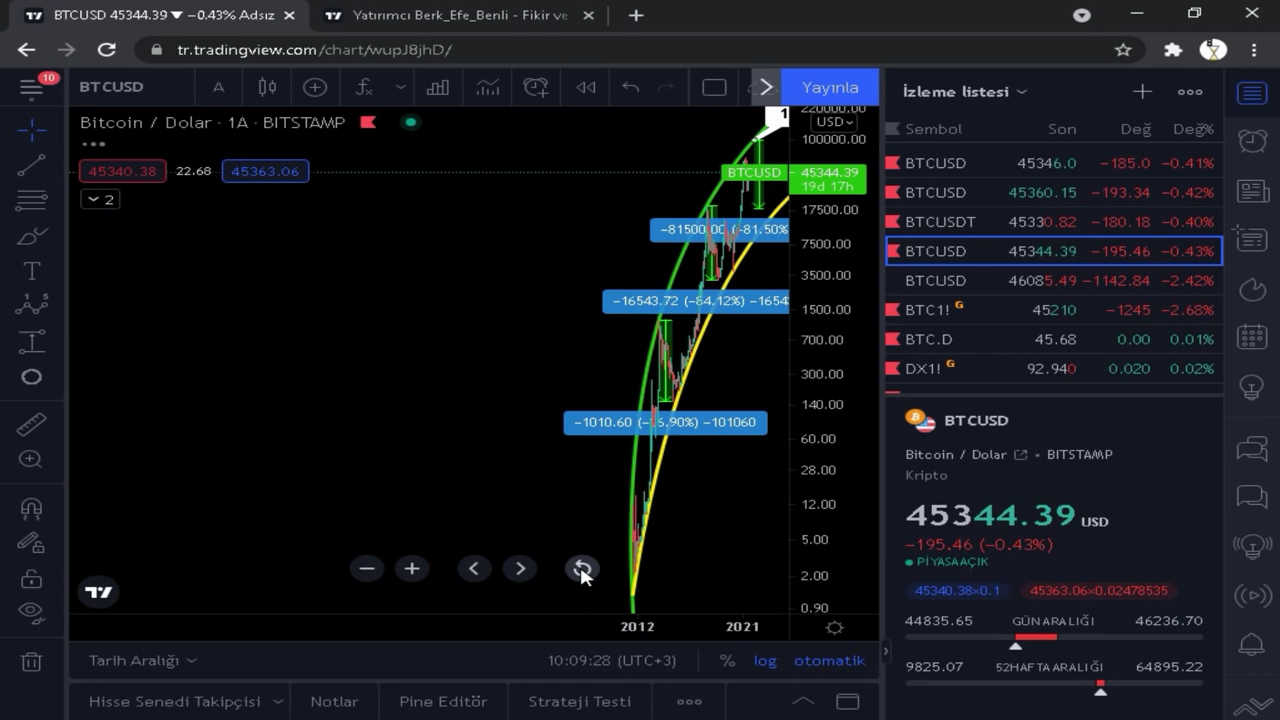 BTCUSD 45344.39 ▼ −0.43% Adsız
Yatırımcı Berk_Efe_Benli - Fikir ve
tr.tradingview.com/chart/wupJ8jhD/
10
BTCUSD
A
Yayınla
Bitcoin / Dolar · 1A · BITSTAMP
45340.38 22.68 45363.06
2
1
USD
220000.00
100000.00
BTCUSD 45344.39
19d 17h
17500.00
7500.00
3500.00
1500.00
700.00
300.00
140.00
60.00
28.00
12.00
5.00
2.00
0.90
−81500.00 (−81.50%
−16543.72 (−84.12%) −1654
−1010.60 (−6.90%) −101060
2012 2021
Tarih Aralığı
10:09:28 (UTC+3) % log otomatik
Hisse Senedi Takipçisi Notlar Pine Editör Strateji Testi
İzleme listesi
Sembol Son Değ Değ%
BTCUSD 45346.0 −185.0 −0.41%
BTCUSD 45360.15 −193.34 −0.42%
BTCUSDT 45330.82 −180.18 −0.40%
BTCUSD 45344.39 −195.46 −0.43%
BTCUSD 46085.49 −1142.84 −2.42%
BTC1! G 45210 −1245 −2.68%
BTC.D 45.68 0.00 0.01%
DX1! G 92.940 0.020 0.02%
BTCUSD
Bitcoin / Dolar • BITSTAMP
Kripto
45344.39 USD
−195.46 (−0.43%)
PİYASA AÇIK
45340.38×0.1 45363.06×0.02478535
44835.65 GÜN ARALIĞI 46236.70
9825.07 52HAFTA ARALIĞI 64895.22